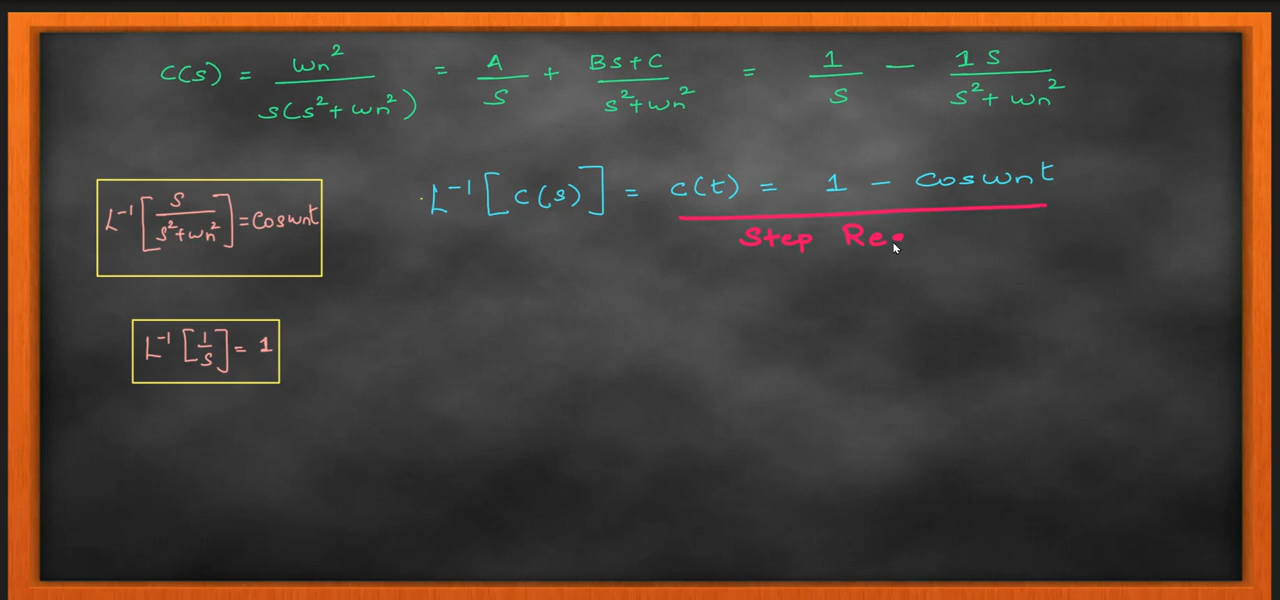 C(s) = ωn² / s(s² + ωn²) = A / s + Bs + C / s² + ωn² = 1 / s − 1 s / s² + ωn²
L⁻¹ [ C(s) ] = c(t) = 1 − cosωnt
Step Re
L⁻¹ [ s / s² + ωn² ] = Cosωnt
L⁻¹ [ 1 / s ] = 1